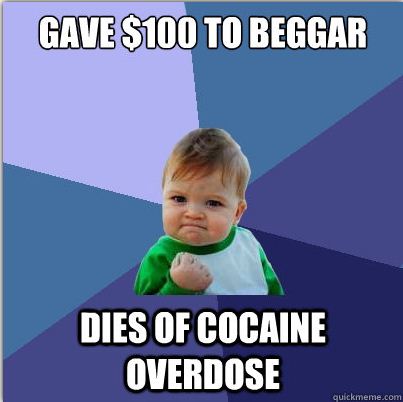 GAVE $100 TO BEGGAR
DIES OF COCAINE
OVERDOSE
quickmeme.com